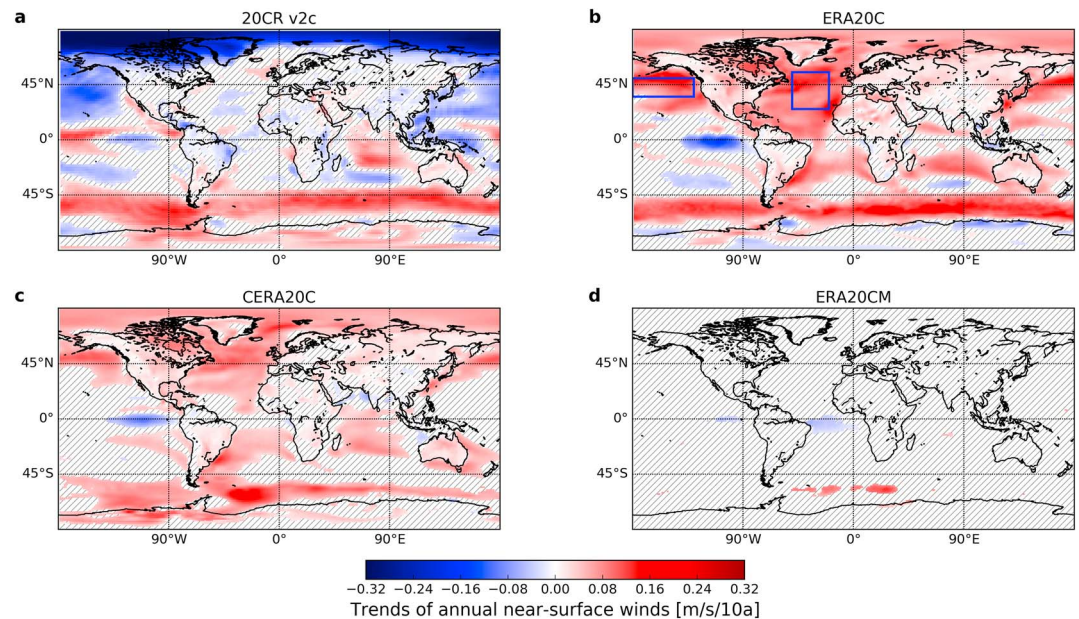 a 20CR v2c
45°N
0°
45°S
90°W 0° 90°E
b ERA20C
45°N
0°
45°S
90°W 0° 90°E
c CERA20C
45°N
0°
45°S
90°W 0° 90°E
d ERA20CM
45°N
0°
45°S
90°W 0° 90°E
−0.32 −0.24 −0.16 −0.08 0.00 0.08 0.16 0.24 0.32
Trends of annual near-surface winds [m/s/10a]